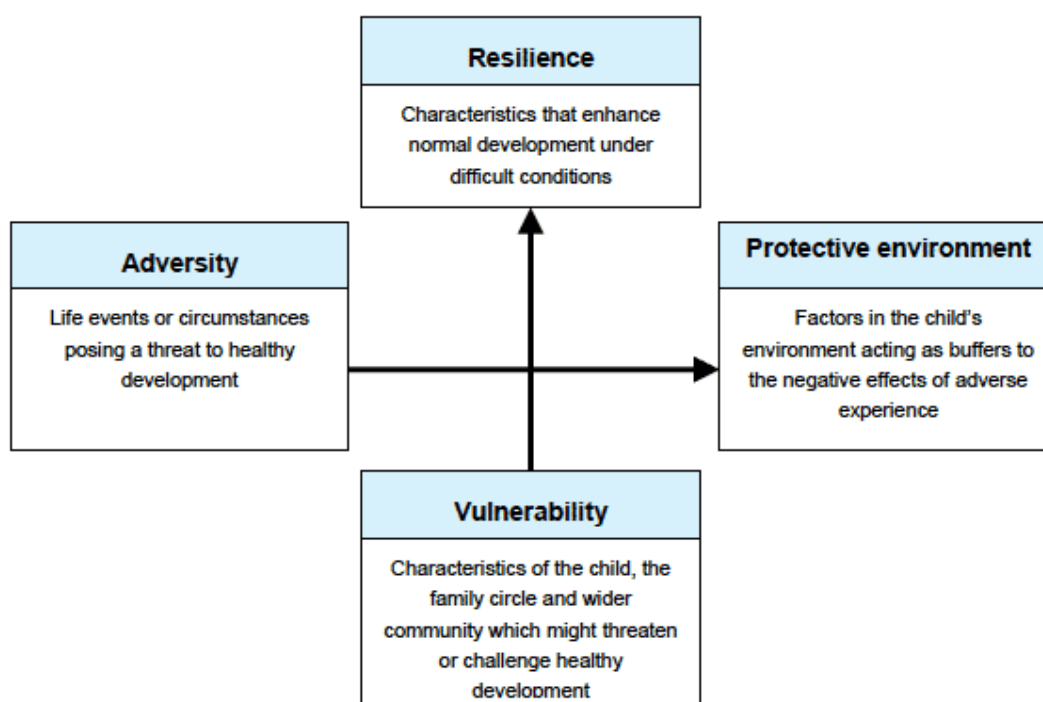 Resilience
Characteristics that enhance
normal development under
difficult conditions
Adversity
Life events or circumstances
posing a threat to healthy
development
Protective environment
Factors in the child's
environment acting as buffers to
the negative effects of adverse
experience
Vulnerability
Characteristics of the child, the
family circle and wider
community which might threaten
or challenge healthy
development